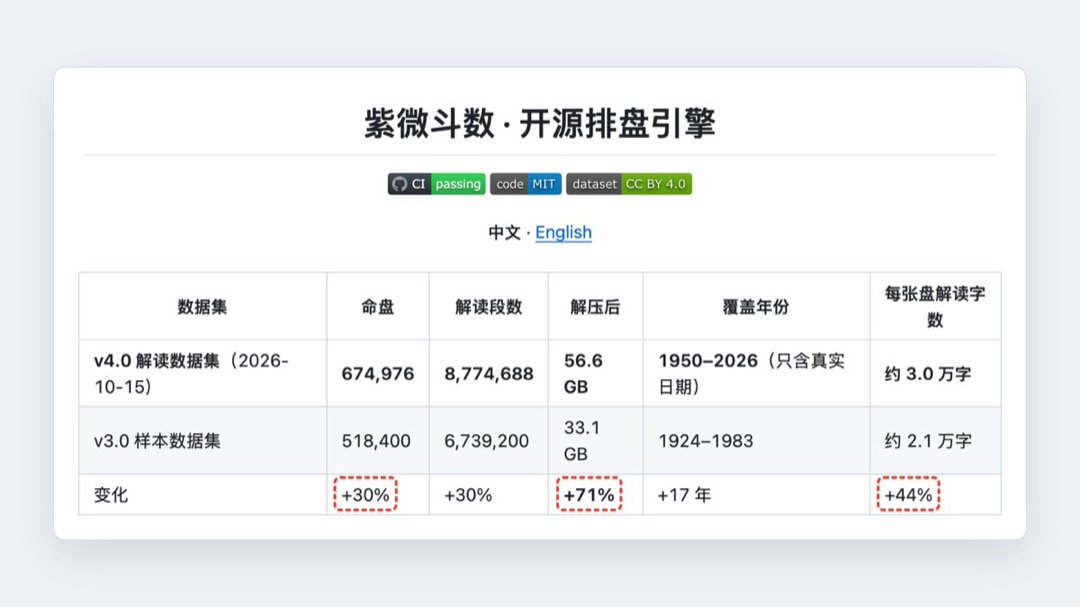 紫微斗数 · 开源排盘引擎
CI passing code MIT dataset CC BY 4.0
中文 · English
数据集 命盘 解读段数 解压后 覆盖年份 每张盘解读字数
v4.0 解读数据集（2026-10-15） 674,976 8,774,688 56.6 GB 1950–2026（只含真实日期） 约 3.0 万字
v3.0 样本数据集 518,400 6,739,200 33.1 GB 1924–1983 约 2.1 万字
变化 +30% +30% +71% +17 年 +44%